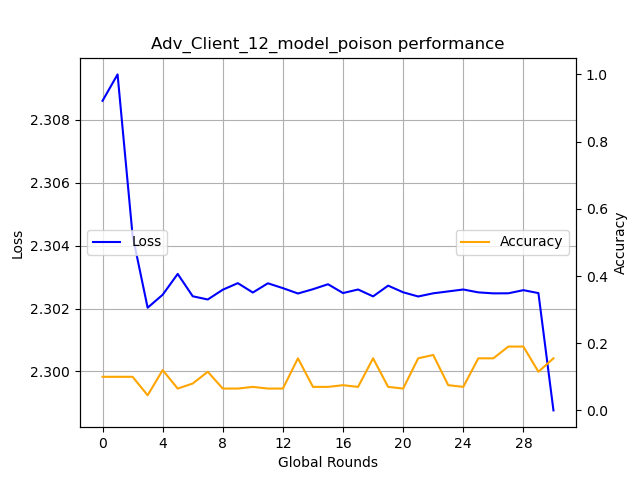 Adv_Client_12_model_poison performance
Loss
2.308
2.306
2.304
2.302
2.300
Loss
Accuracy
1.0
0.8
0.6
0.4
0.2
0.0
Accuracy
0 4 8 12 16 20 24 28
Global Rounds